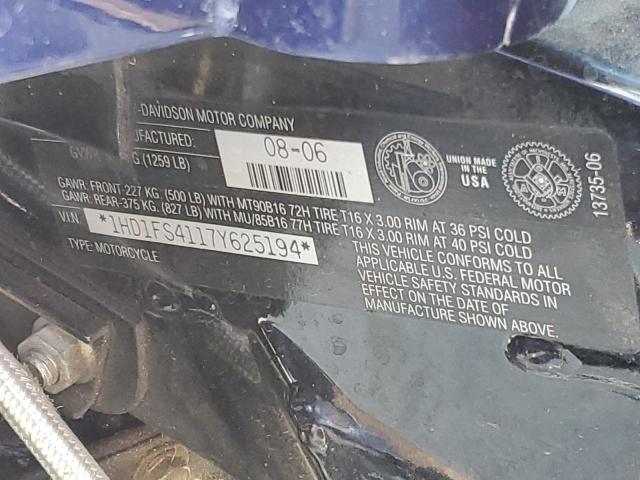 -DAVIDSON MOTOR COMPANY
08-06
(1259 LB)
GAWR: FRONT-227 KG (500 LB) WITH MT90B16 72H TIRE T16 X 3.00 RIM AT 36 PSI COLD
GAWR: REAR-375 KG. (827 LB) WITH MU/85B16 77H TIRE T16 X 3.00 RIM AT 40 PSI COLD
V.I.N. *1HD1FS4117Y625194*
TYPE: MOTORCYCLE
THIS VEHICLE CONFORMS TO ALL
APPLICABLE U.S. FEDERAL MOTOR
VEHICLE SAFETY STANDARDS IN
EFFECT ON THE DATE OF
MANUFACTURE SHOWN ABOVE.
UNION MADE
IN THE
USA
13735-06